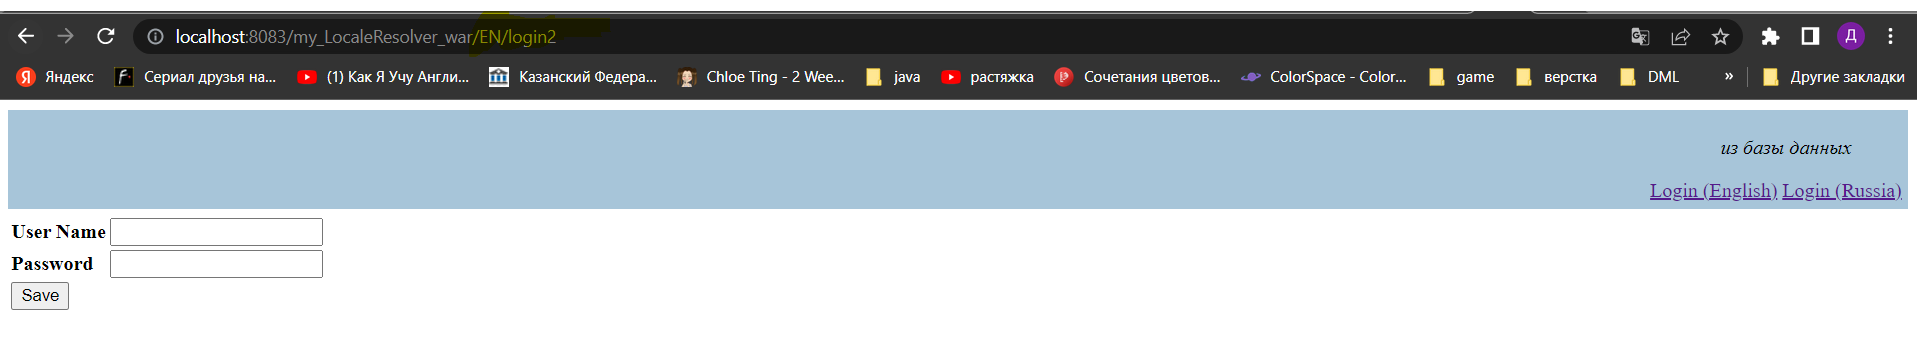 localhost:8083/my_LocaleResolver_war/EN/login2
Д
Яндекс Сериал друзья на... (1) Как Я Учу Англи... Казанский Федера... Chloe Ting - 2 Wee... java растяжка Сочетания цветов... ColorSpace - Color... game верстка DML » Другие закладки
из базы данных
Login (English) Login (Russia)
User Name
Password
Save